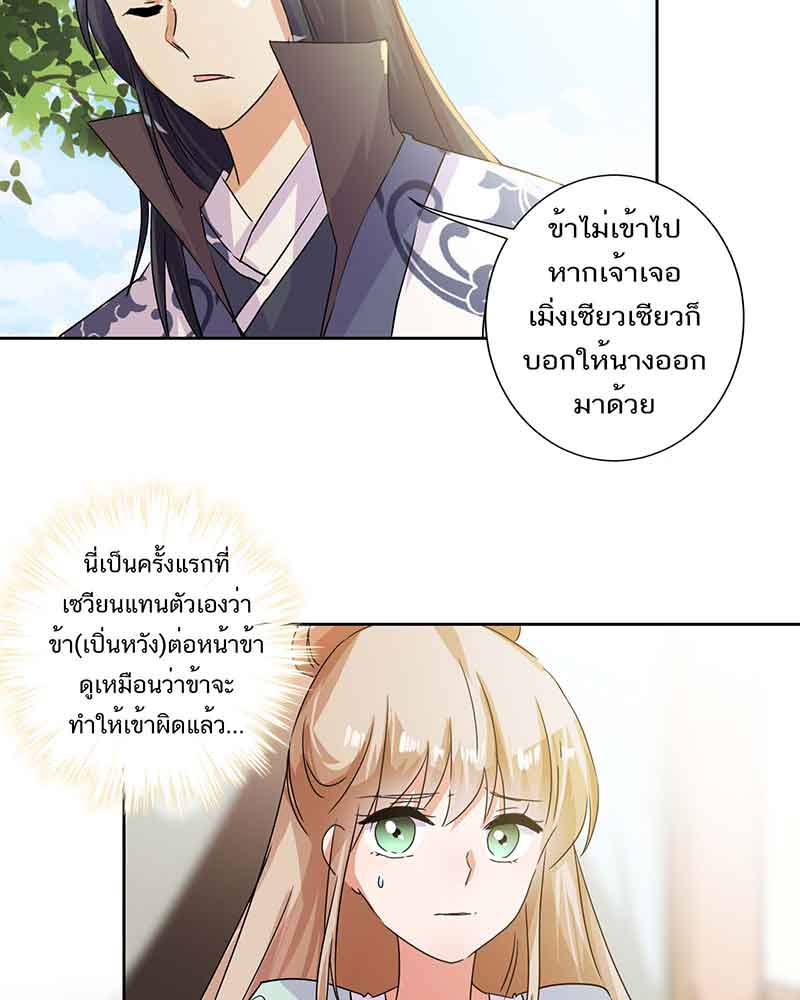 ข้าไม่เข้าไป
หากเจ้าเจอ
เมิ่งเซียวเซียวก็
บอกให้นางออก
มาด้วย
นี่เป็นครั้งแรกที่
เซวียนแทนตัวเองว่า
ข้า(เปิ่นหวัง)ต่อหน้าข้า
ดูเหมือนว่าข้าจะ
ทำให้เข้าผิดแล้ว...